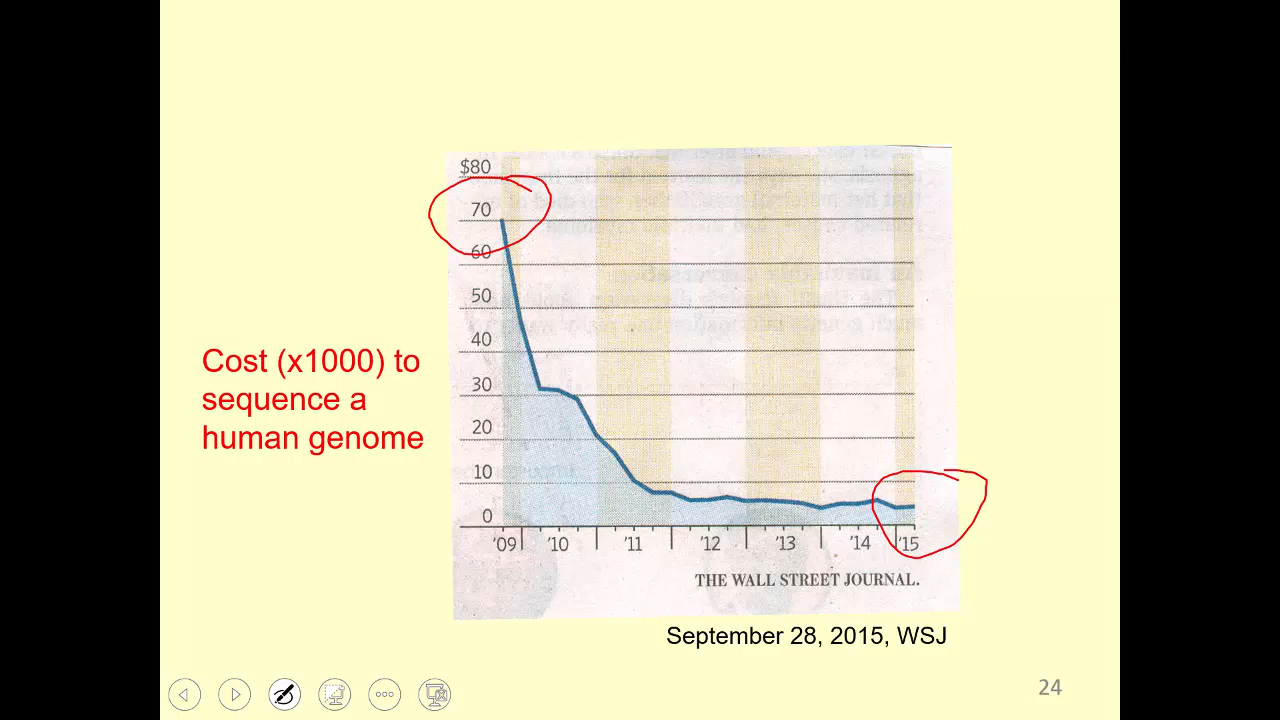 $80
70
60
50
40
30
20
10
0
'09 '10 '11 '12 '13 '14 '15
THE WALL STREET JOURNAL.
Cost (x1000) to
sequence a
human genome
September 28, 2015, WSJ
24